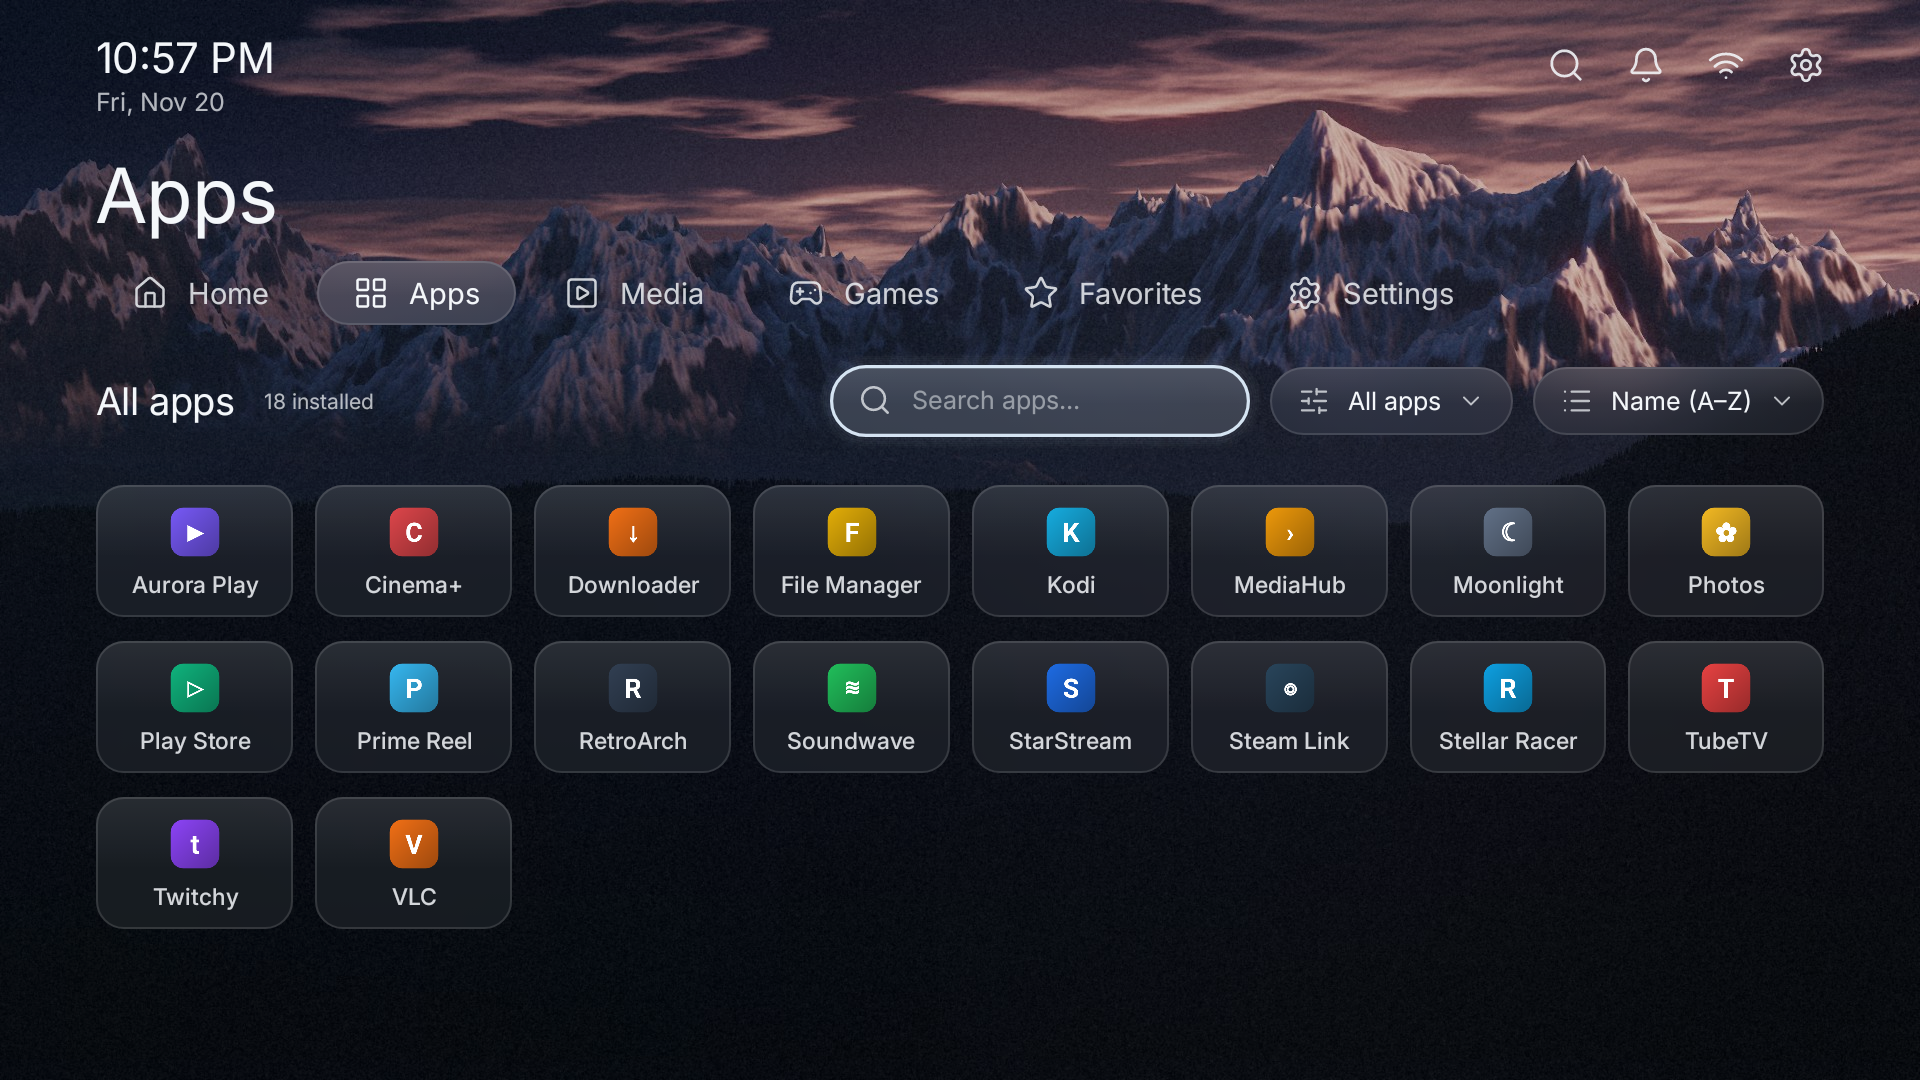 10:57 PM
Fri, Nov 20
Apps
Home Apps Media Games Favorites Settings
All apps 18 installed Search apps... All apps Name (A–Z)
C F K
Aurora Play Cinema+ Downloader File Manager Kodi MediaHub Moonlight Photos
P R S R T
Play Store Prime Reel RetroArch Soundwave StarStream Steam Link Stellar Racer TubeTV
t V
Twitchy VLC